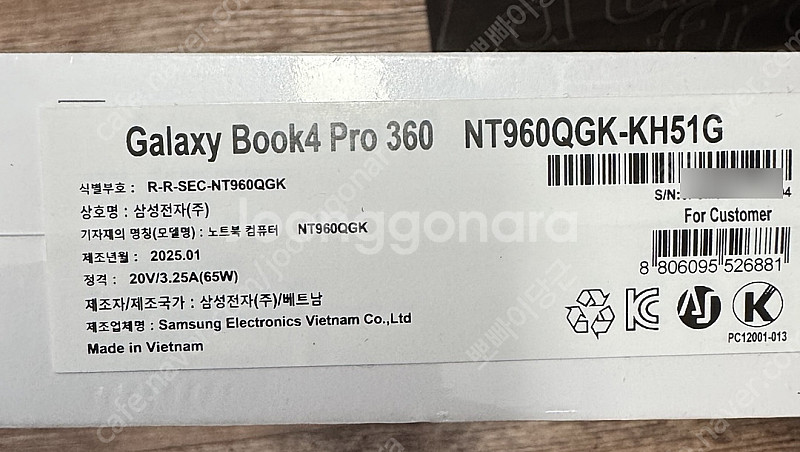 Galaxy Book4 Pro 360 NT960QGK-KH51G
식별부호 : R-R-SEC-NT960QGK
상호명 : 삼성전자(주)
기자재의 명칭(모델명) : 노트북 컴퓨터 NT960QGK
제조년월 : 2025.01
정격 : 20V/3.25A(65W)
제조자/제조국가 : 삼성전자(주)/베트남
제조업체명 : Samsung Electronics Vietnam Co.,Ltd
Made in Vietnam
S/N:
For Customer
8 806095 526881
PC12001-013
Joonggonara